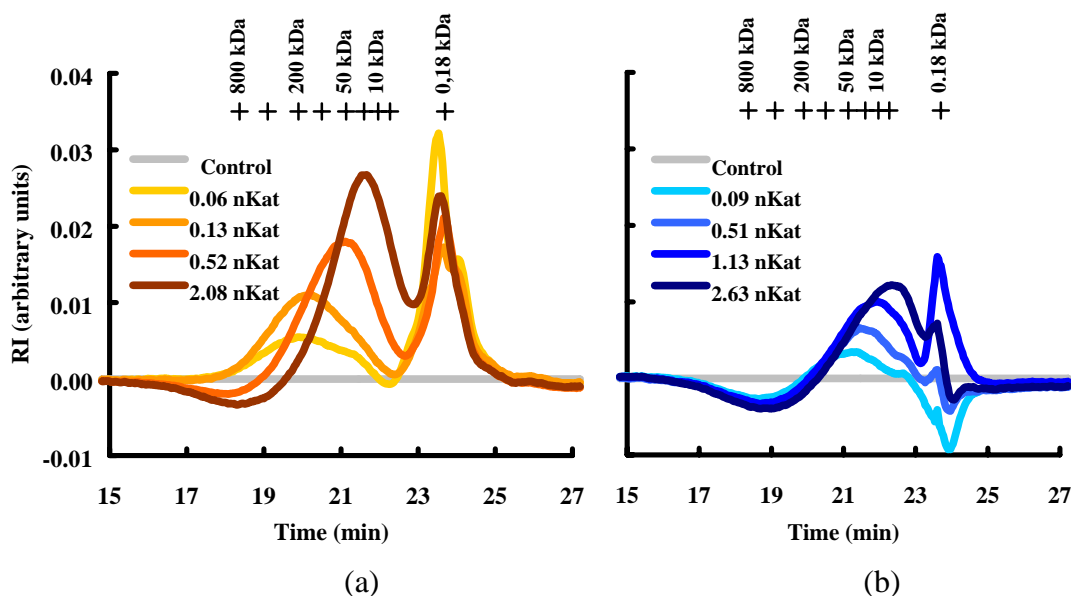 800 kDa
200 kDa
50 kDa
10 kDa
0,18 kDa
0.04
0.03
0.02
0.01
0.00
-0.01
RI (arbitrary units)
Control
0.06 nKat
0.13 nKat
0.52 nKat
2.08 nKat
15
19
21
23
25
27
Time (min)
(a)
800 kDa
200 kDa
50 kDa
10 kDa
0.18 kDa
Control
0.09 nKat
0.51 nKat
1.13 nKat
2.63 nKat
15
19
21
23
25
27
Time (min)
(b)